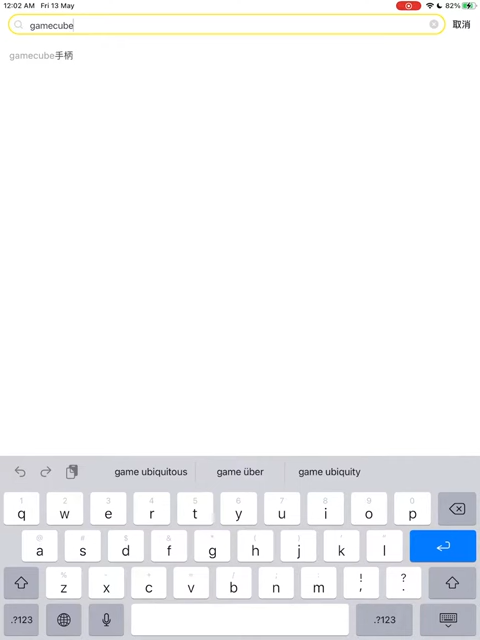 12:02 AM Fri 13 May 82%
gamecube 取消
gamecube手柄
game ubiquitous game über game ubiquity
1 2 3 4 5 6 7 8 9 0
q w e r t y u i o p
@ # $ & * ( ) ' "
a s d f g h j k l
% - + = / ; : ! ?
z x c v b n m , .
.?123 .?123